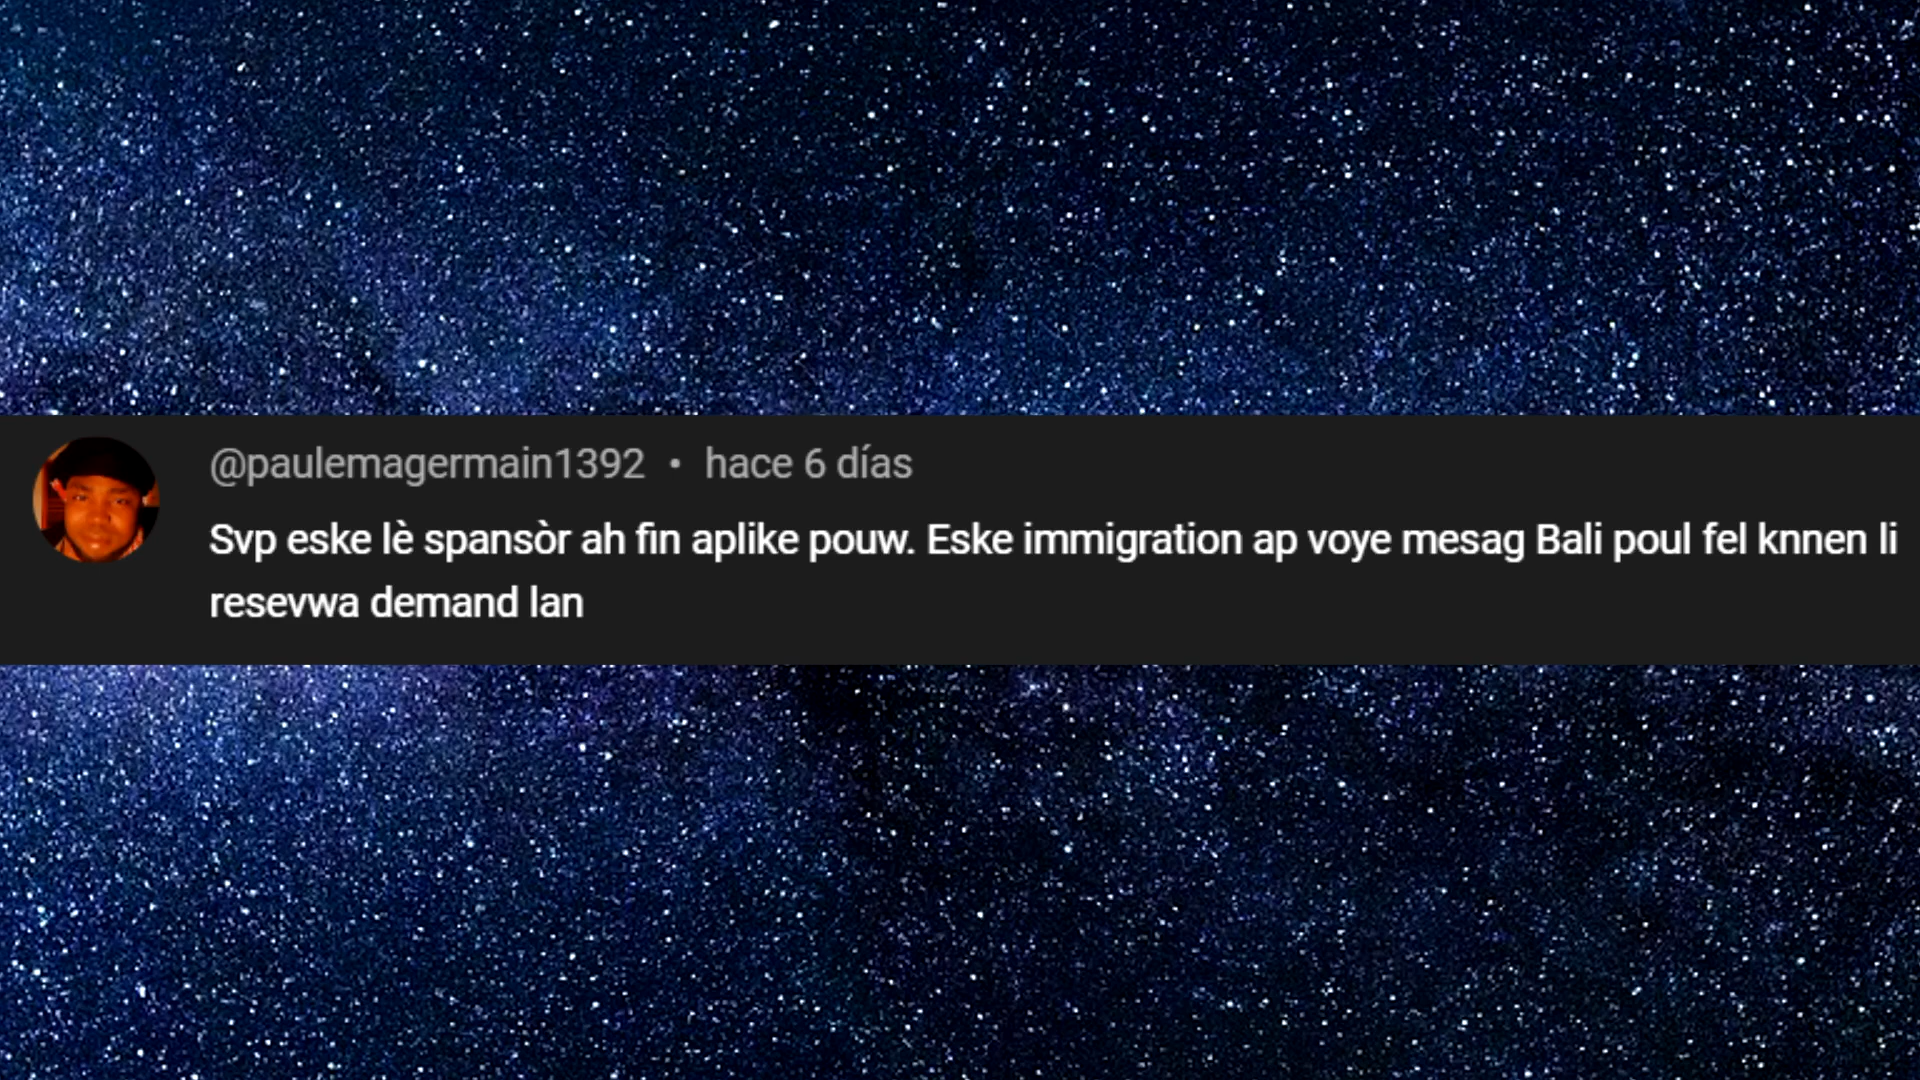 @paulemagermain1392 • hace 6 días
Svp eske lè spansòr ah fin aplike pouw. Eske immigration ap voye mesag Bali poul fel knnen li
resevwa demand lan